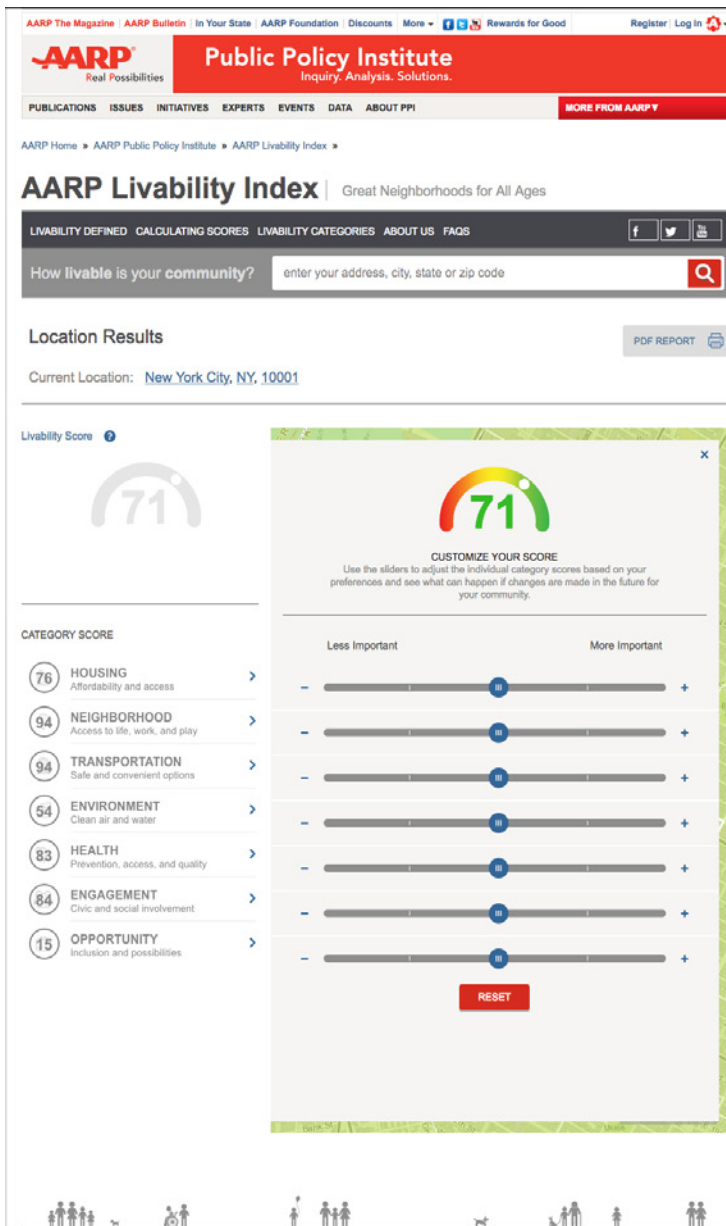 AARP The Magazine AARP Bulletin In Your State AARP Foundation Discounts More Rewards for Good Register Log In
AARP Public Policy Institute
Real Possibilities Inquiry. Analysis. Solutions.
PUBLICATIONS ISSUES INITIATIVES EXPERTS EVENTS DATA ABOUT PPI MORE FROM AARP▼
AARP Home » AARP Public Policy Institute » AARP Livability Index »
AARP Livability Index | Great Neighborhoods for All Ages
LIVABILITY DEFINED CALCULATING SCORES LIVABILITY CATEGORIES ABOUT US FAQS
How livable is your community? enter your address, city, state or zip code
Location Results PDF REPORT
Current Location: New York City, NY, 10001
Livability Score ?
71
x
71
CUSTOMIZE YOUR SCORE
Use the sliders to adjust the individual category scores based on your
preferences and see what can happen if changes are made in the future for
your community.
CATEGORY SCORE
Less Important More Important
76 HOUSING
Affordability and access
94 NEIGHBORHOOD
Access to life, work, and play
94 TRANSPORTATION
Safe and convenient options
54 ENVIRONMENT
Clean air and water
83 HEALTH
Prevention, access, and quality
84 ENGAGEMENT
Civic and social involvement
15 OPPORTUNITY
Inclusion and possibilities
RESET